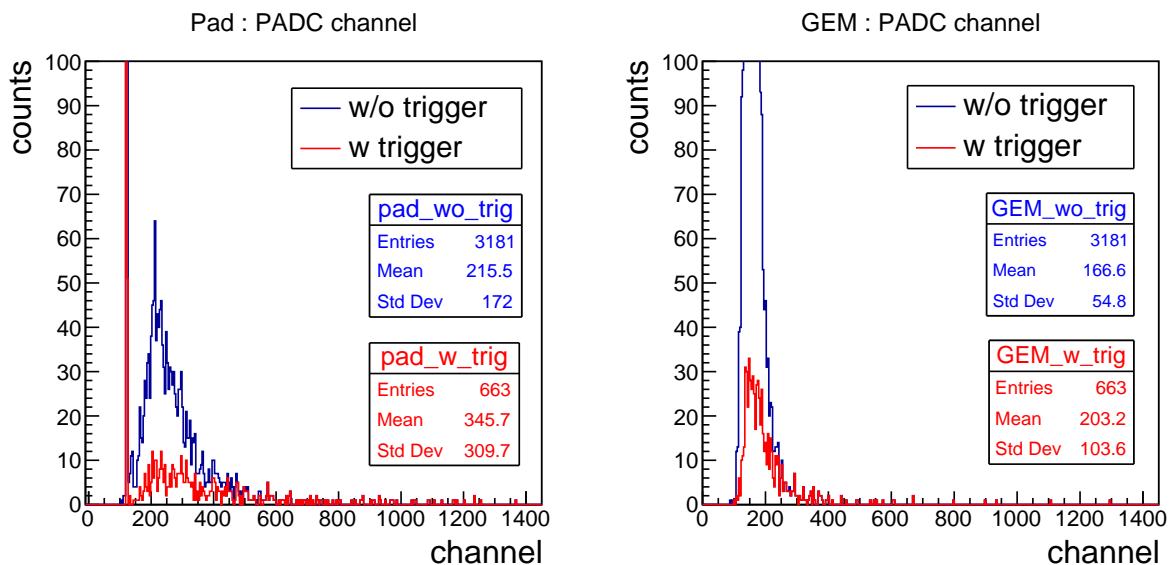 Pad : PADC channel
counts
100
90
80
70
60
50
40
30
20
10
0
0 200 400 600 800 1000 1200 1400
channel
w/o trigger
w trigger
pad_wo_trig
Entries 3181
Mean 215.5
Std Dev 172
pad_w_trig
Entries 663
Mean 345.7
Std Dev 309.7
GEM : PADC channel
counts
100
90
80
70
60
50
40
30
20
10
0
0 200 400 600 800 1000 1200 1400
channel
w/o trigger
w trigger
GEM_wo_trig
Entries 3181
Mean 166.6
Std Dev 54.8
GEM_w_trig
Entries 663
Mean 203.2
Std Dev 103.6